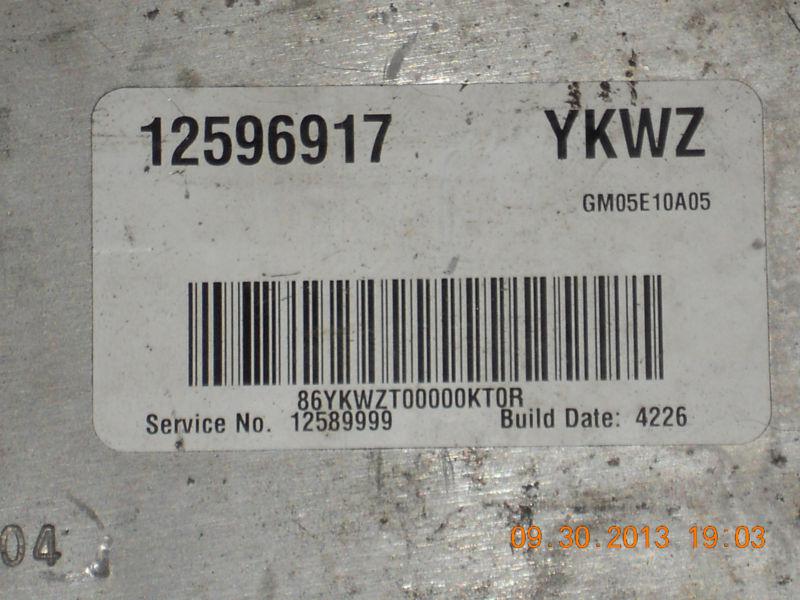 12596917 YKWZ
GM05E10A05
86YKWZT00000KT0R
Service No. 12589999 Build Date: 4226
04
09.30.2013 19:03